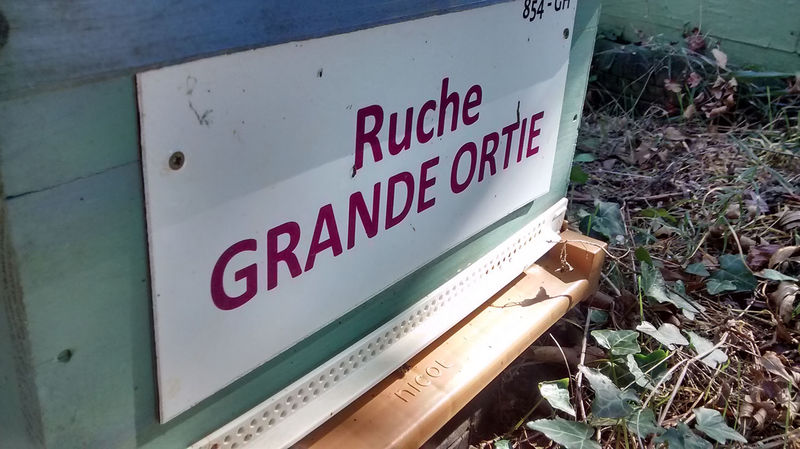 854 - GH
Ruche
GRANDE ORTIE
nicot